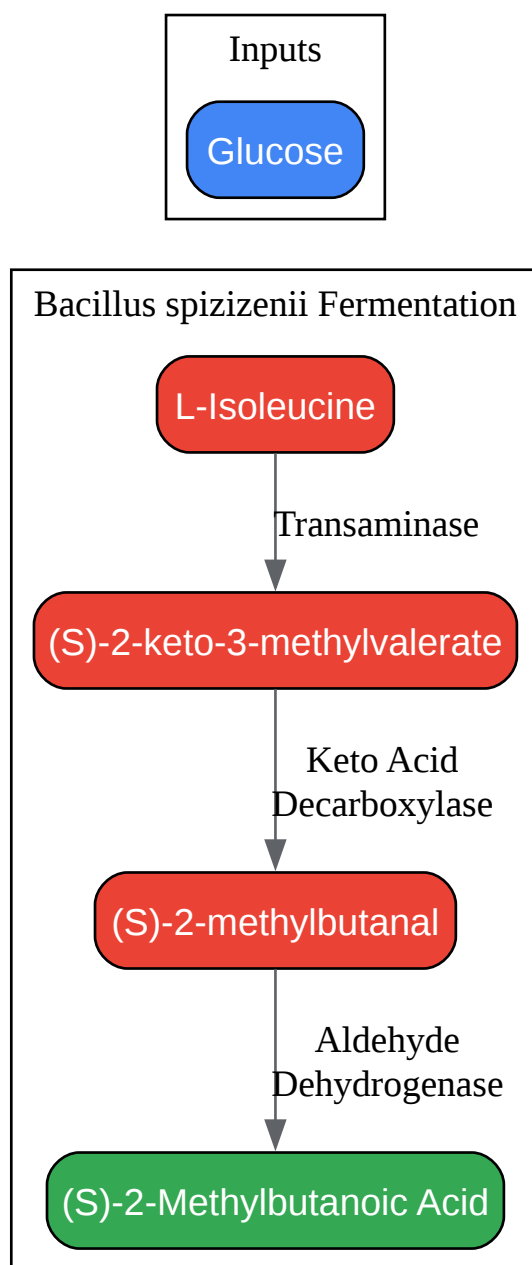 Inputs
Glucose
Bacillus spizizenii Fermentation
L-Isoleucine
Transaminase
(S)-2-keto-3-methylvalerate
Keto Acid
Decarboxylase
(S)-2-methylbutanal
Aldehyde
Dehydrogenase
(S)-2-Methylbutanoic Acid